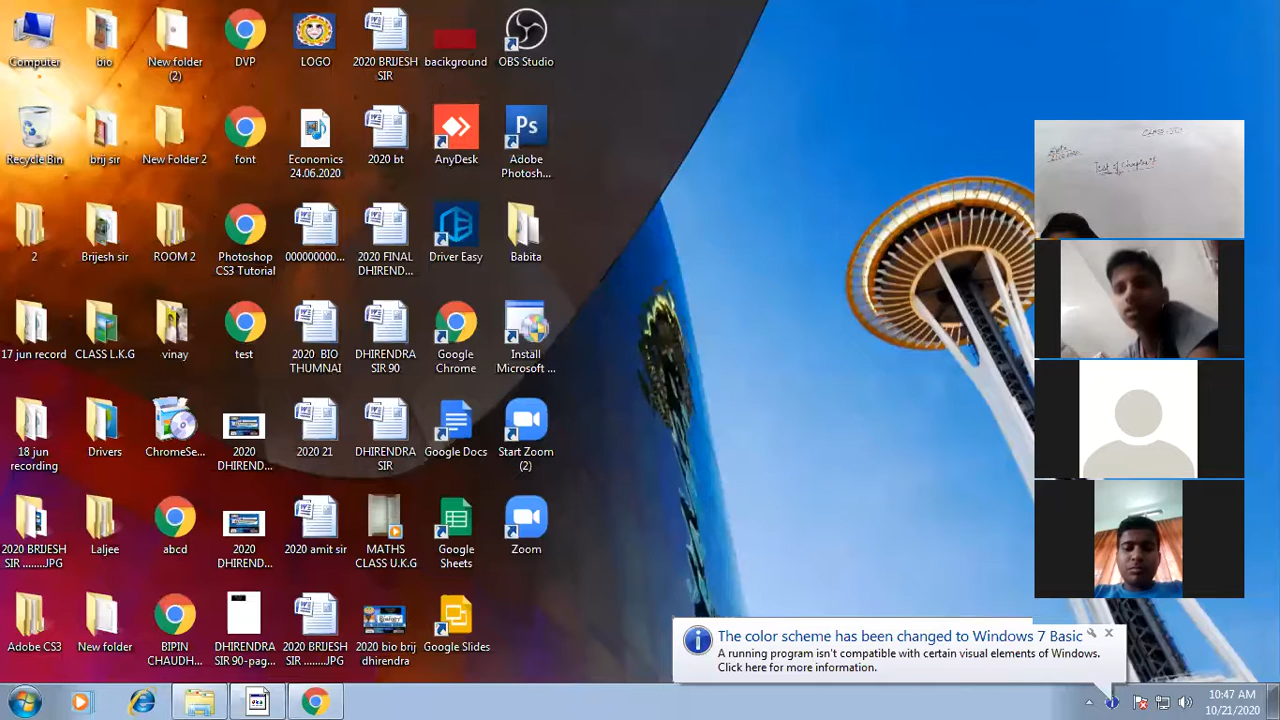 Computer
bio
New folder
(2)
DVP
LOGO
2020 BRIJESH
SIR
bacikground
OBS Studio
Recycle Bin
brij sir
New Folder 2
font
Economics
24.06.2020
2020 bt
AnyDesk
Adobe
Photosh...
2
Brijesh sir
ROOM 2
Photoshop
CS3 Tutorial
000000000...
2020 FINAL
DHIREND...
Driver Easy
Babita
17 jun record
CLASS L.K.G
vinay
test
2020 BIO
THUMNAI
DHIRENDRA
SIR 90
Google
Chrome
Install
Microsoft ...
18 jun
recording
Drivers
ChromeSe...
2020
DHIREND...
2020 21
DHIRENDRA
SIR
Google Docs
Start Zoom
(2)
2020 BRIJESH
SIR ........JPG
Laljee
abcd
2020
DHIREND...
2020 amit sir
MATHS
CLASS U.K.G
Google
Sheets
Zoom
Adobe CS3
New folder
BIPIN
CHAUDH...
DHIRENDRA
SIR 90-pag...
2020 BRIJESH
SIR ........JPG
2020 bio brij
dhirendra
Google Slides
Ps
Test of Chapter
The color scheme has been changed to Windows 7 Basic
A running program isn't compatible with certain visual elements of Windows.
Click here for more information.
10:47 AM
10/21/2020